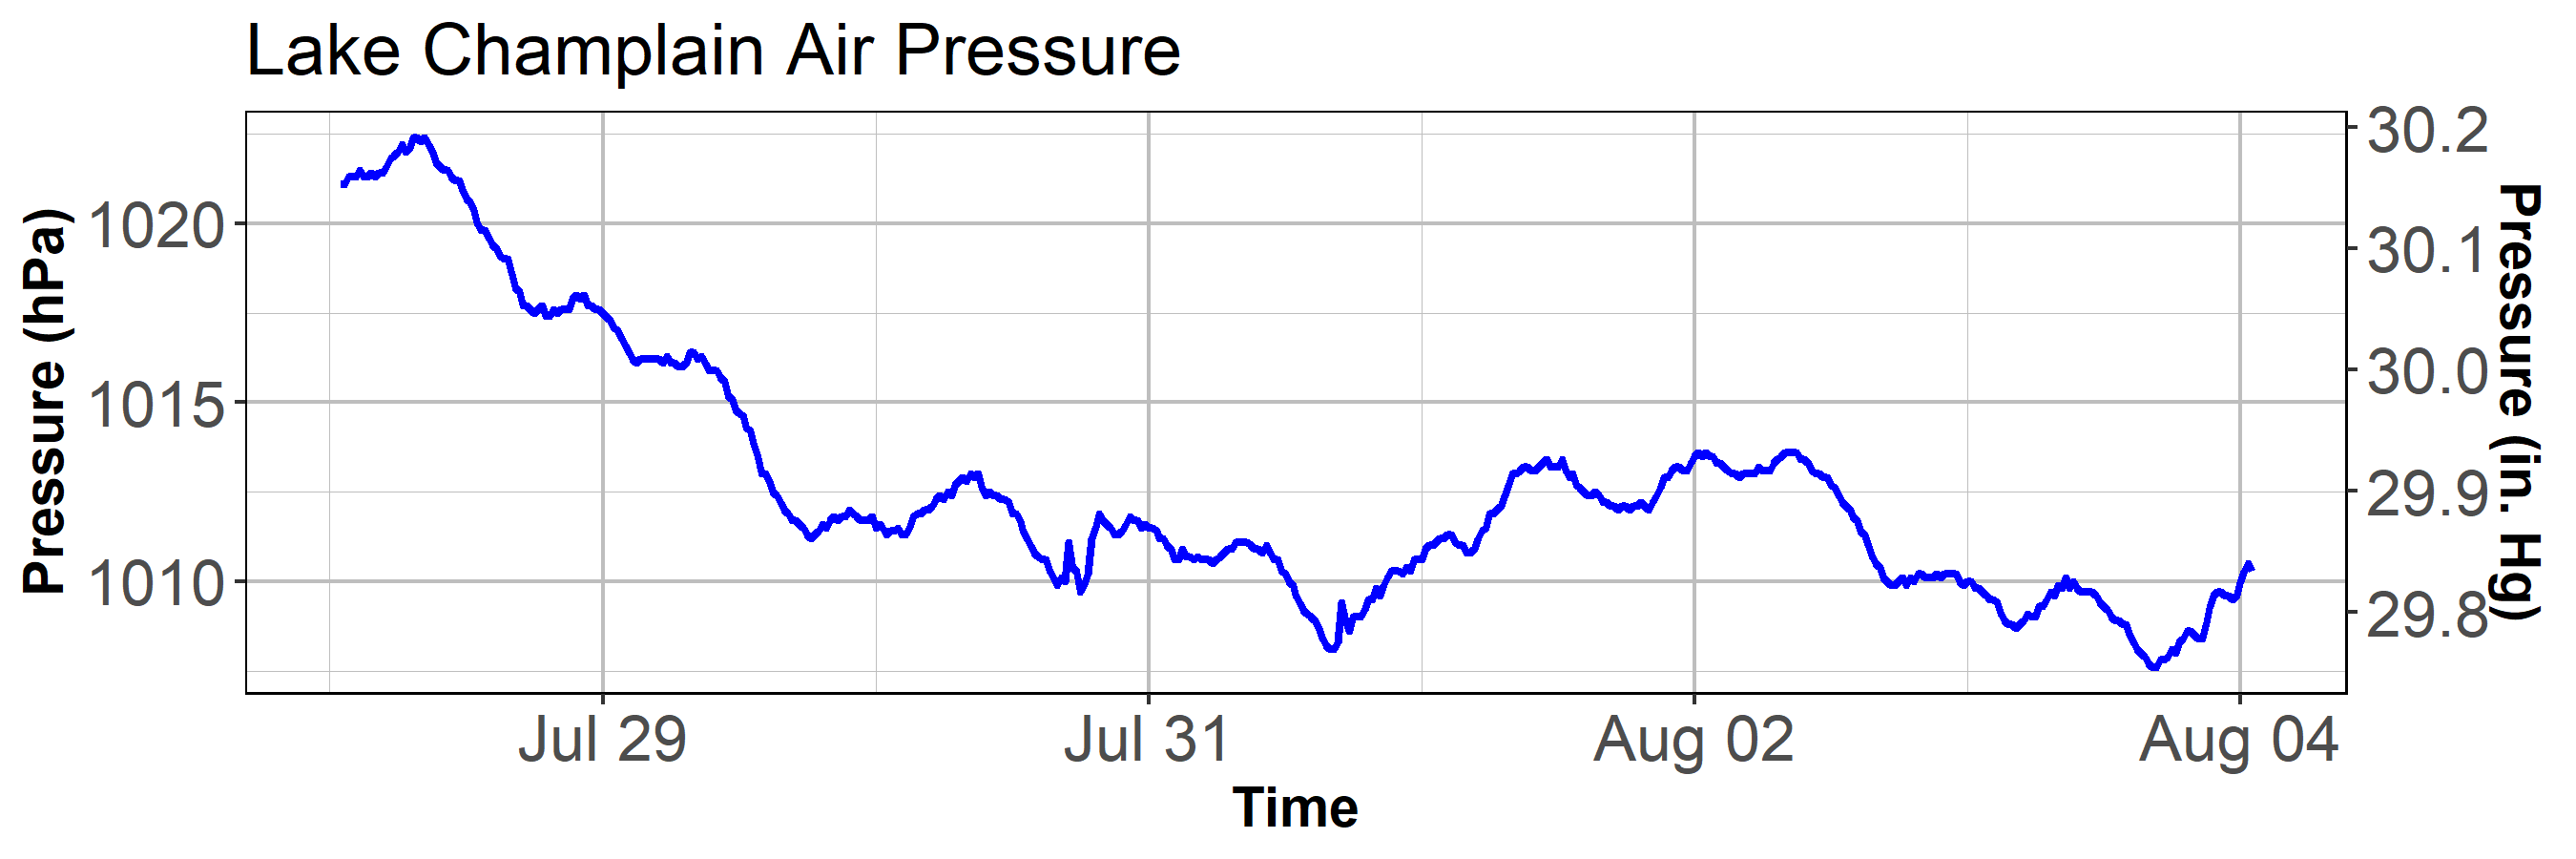 Lake Champlain Air Pressure
Pressure (hPa)
1020
1015
1010
30.2
30.1
30.0
29.9
29.8
Pressure (in. Hg)
Jul 29
Jul 31
Aug 02
Aug 04
Time